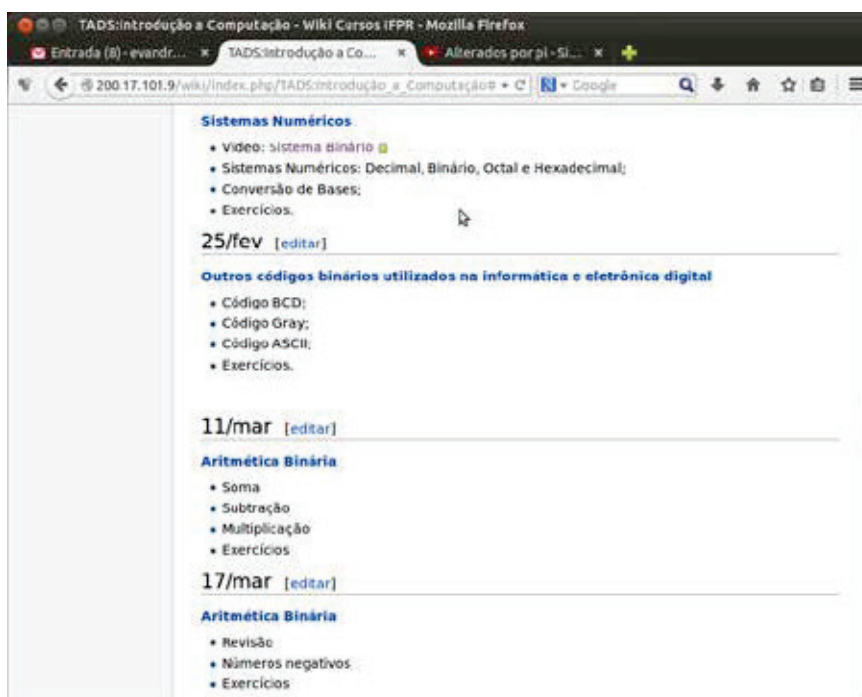 TADS:Introdução a Computação - Wiki Cursos IFPR - Mozilla Firefox
Entrada (8) - evandr... TADS:Introdução a Co... Alterados por pi - Si...
200.17.101.9/wiki/index.php/TADS:Introdução_a_Computação# Google
Sistemas Numéricos
Video: Sistema Binário
Sistemas Numéricos: Decimal, Binário, Octal e Hexadecimal;
Conversão de Bases;
Exercícios.
25/fev [editar]
Outros códigos binários utilizados na informática e eletrônica digital
Código BCD;
Código Gray;
Código ASCII;
Exercícios.
11/mar [editar]
Aritmética Binária
Soma
Subtração
Multiplicação
Exercícios
17/mar [editar]
Aritmética Binária
Revisão
Números negativos
Exercícios